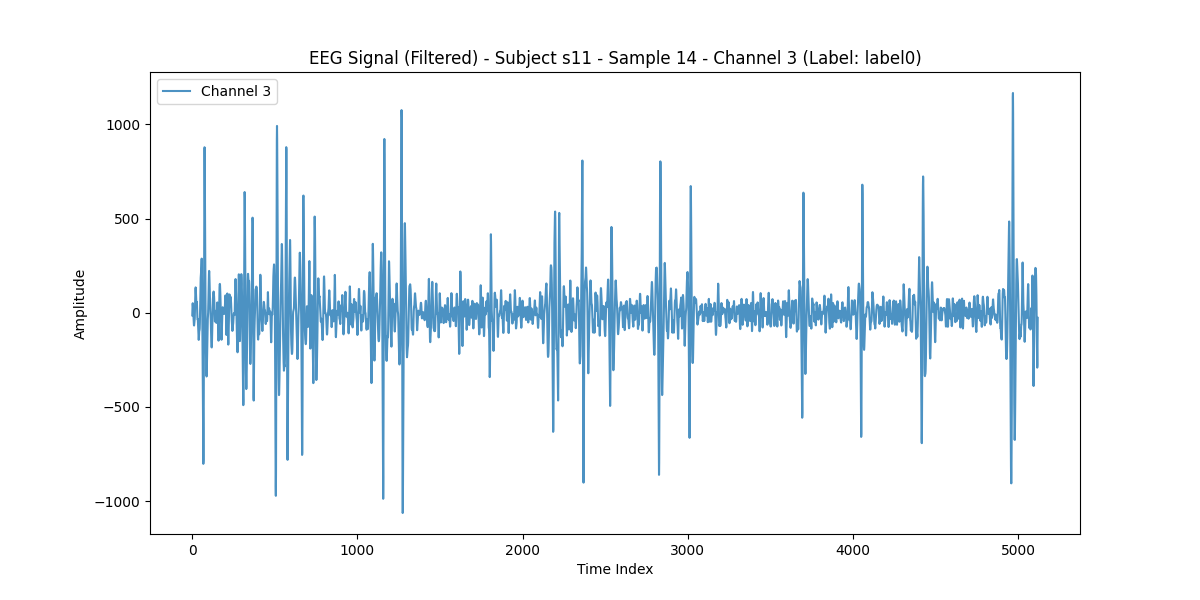 EEG Signal (Filtered) - Subject s11 - Sample 14 - Channel 3 (Label: label0)
Channel 3
1000
500
0
−500
−1000
Amplitude
0
1000
2000
3000
4000
5000
Time Index